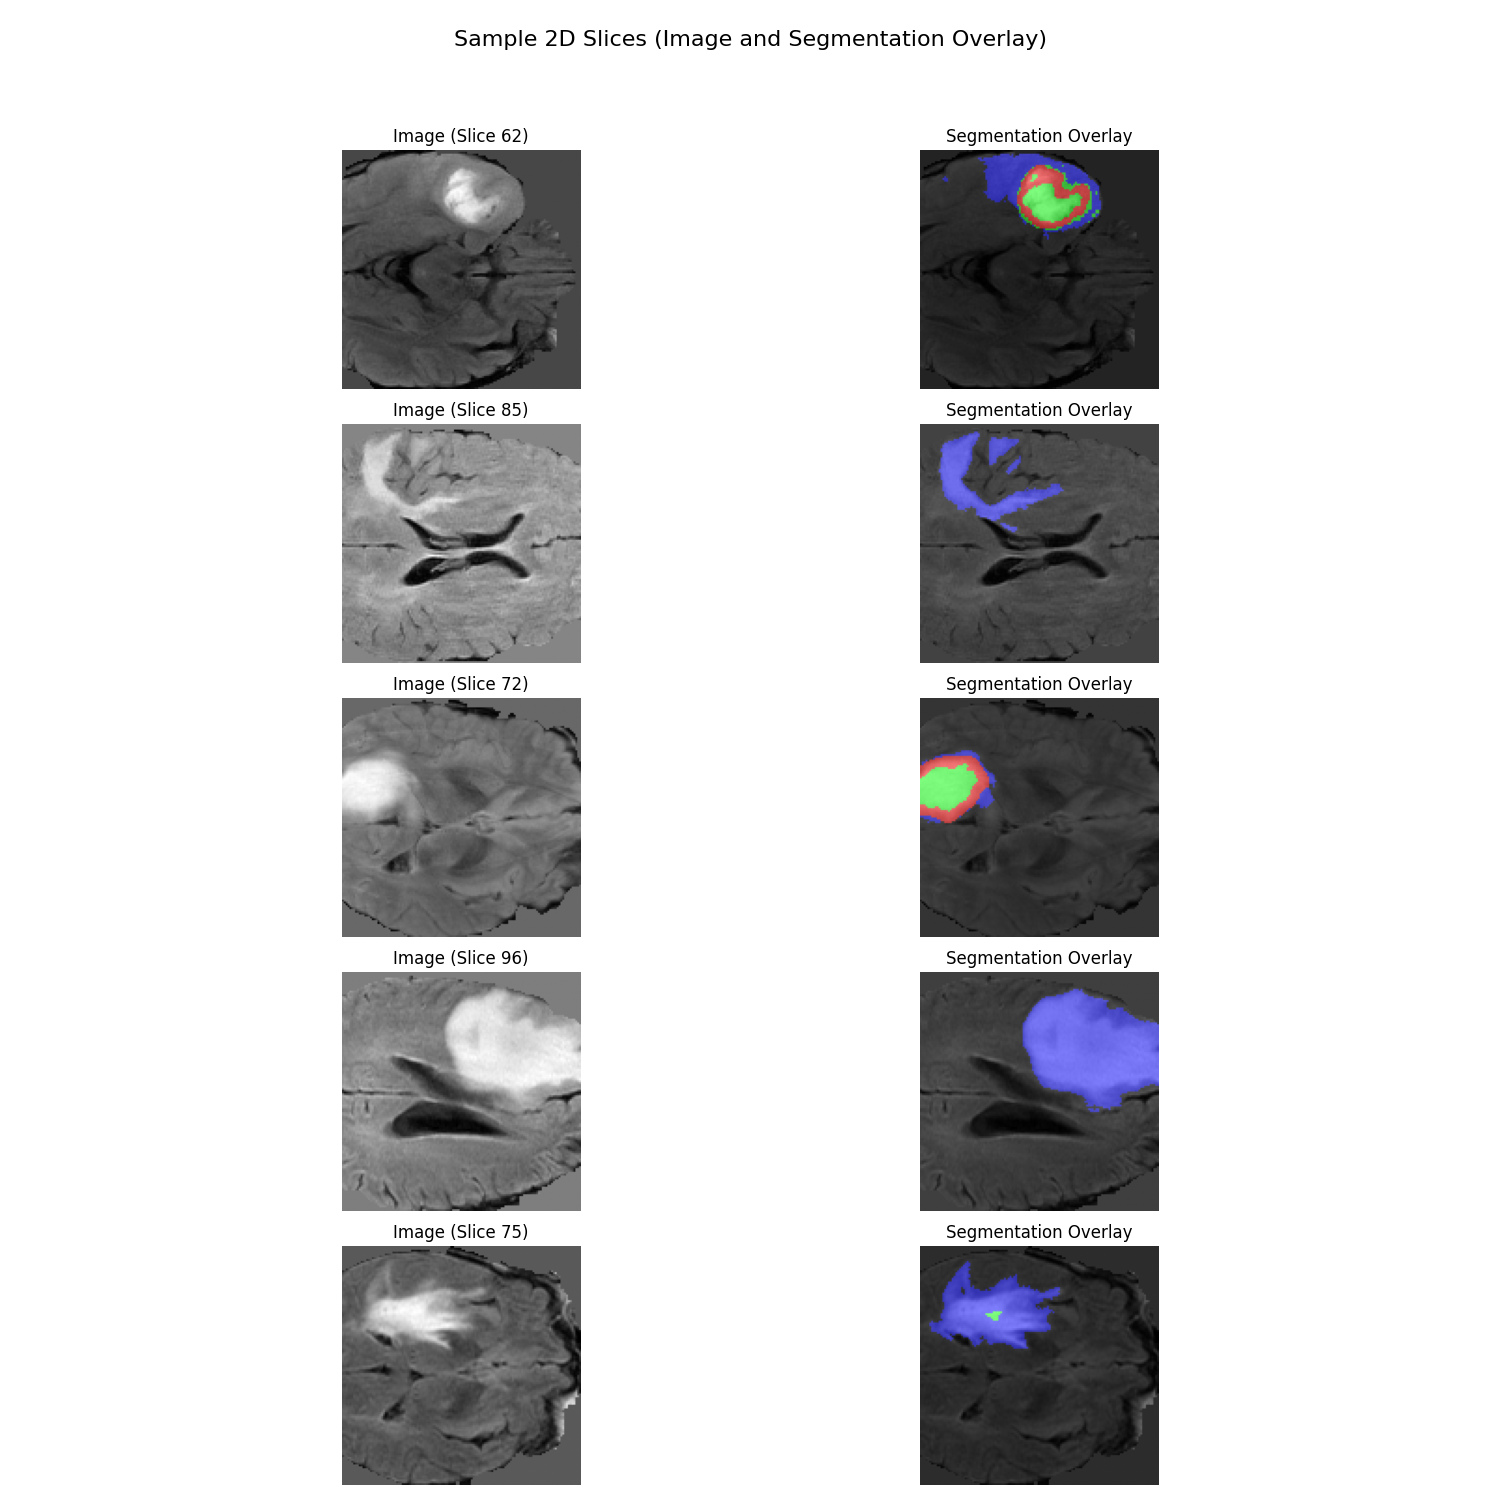 Sample 2D Slices (Image and Segmentation Overlay)
Image (Slice 62)
Segmentation Overlay
Image (Slice 85)
Segmentation Overlay
Image (Slice 72)
Segmentation Overlay
Image (Slice 96)
Segmentation Overlay
Image (Slice 75)
Segmentation Overlay